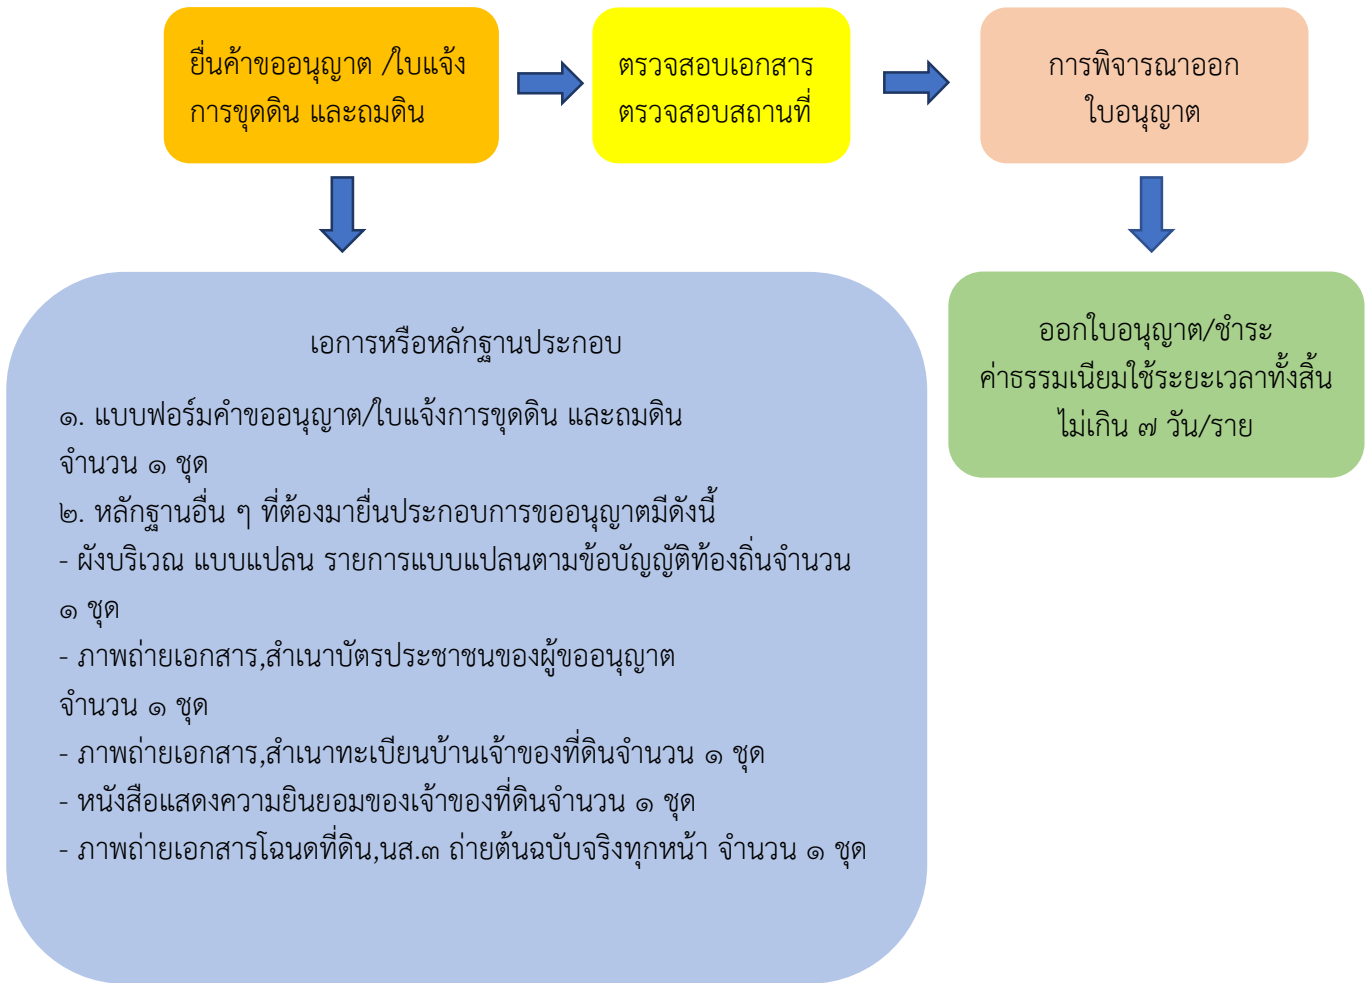 ยื่นค้าขออนุญาต /ใบแจ้ง
การขุดดิน และถมดิน
ตรวจสอบเอกสาร
ตรวจสอบสถานที่
การพิจารณาออก
ใบอนุญาต
เอการหรือหลักฐานประกอบ
๑. แบบฟอร์มคำขออนุญาต/ใบแจ้งการขุดดิน และถมดิน
จำนวน ๑ ชุด
๒. หลักฐานอื่น ๆ ที่ต้องมายื่นประกอบการขออนุญาตมีดังนี้
- ผังบริเวณ แบบแปลน รายการแบบแปลนตามข้อบัญญัติท้องถิ่นจำนวน
๑ ชุด
- ภาพถ่ายเอกสาร,สำเนาบัตรประชาชนของผู้ขออนุญาต
จำนวน ๑ ชุด
- ภาพถ่ายเอกสาร,สำเนาทะเบียนบ้านเจ้าของที่ดินจำนวน ๑ ชุด
- หนังสือแสดงความยินยอมของเจ้าของที่ดินจำนวน ๑ ชุด
- ภาพถ่ายเอกสารโฉนดที่ดิน,นส.๓ ถ่ายต้นฉบับจริงทุกหน้า จำนวน ๑ ชุด
ออกใบอนุญาต/ชำระ
ค่าธรรมเนียมใช้ระยะเวลาทั้งสิ้น
ไม่เกิน ๗ วัน/ราย